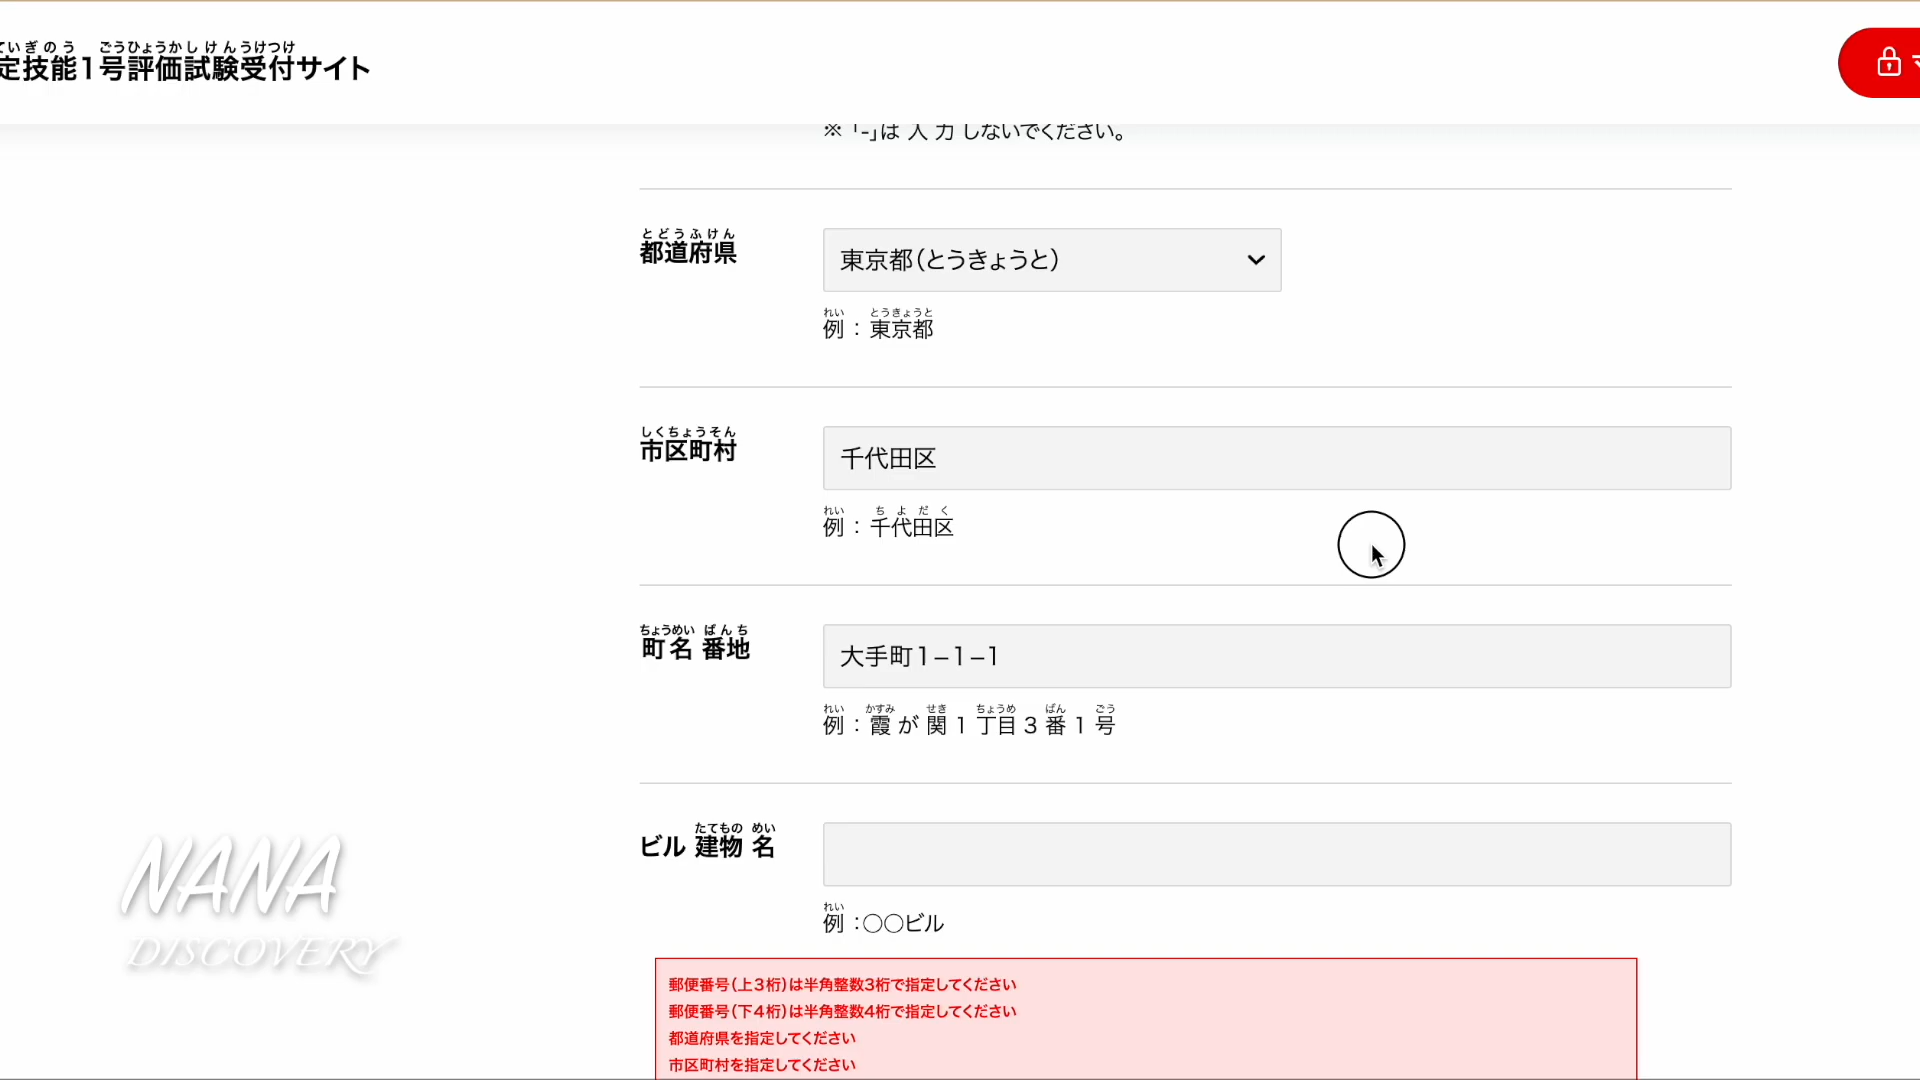 ていぎのう ごうひょうかしけんうけつけ
定技能1号評価試験受付サイト
※「-」は 入 力 しないでください。
とどうふけん
都道府県
東京都(とうきょうと)
れい とうきょうと
例：東京都
しくちょうそん
市区町村
千代田区
れい ちよだく
例：千代田区
ちょうめい ばんち
町名 番地
大手町1−1−1
れい かすみ せき ちょうめ ばん ごう
例：霞 が 関 1 丁目 3 番 1 号
たてもの めい
ビル 建物 名
れい
例：○○ビル
NANA
DISCOVERY
郵便番号(上3桁)は半角整数3桁で指定してください
郵便番号(下4桁)は半角整数4桁で指定してください
都道府県を指定してください
市区町村を指定してください